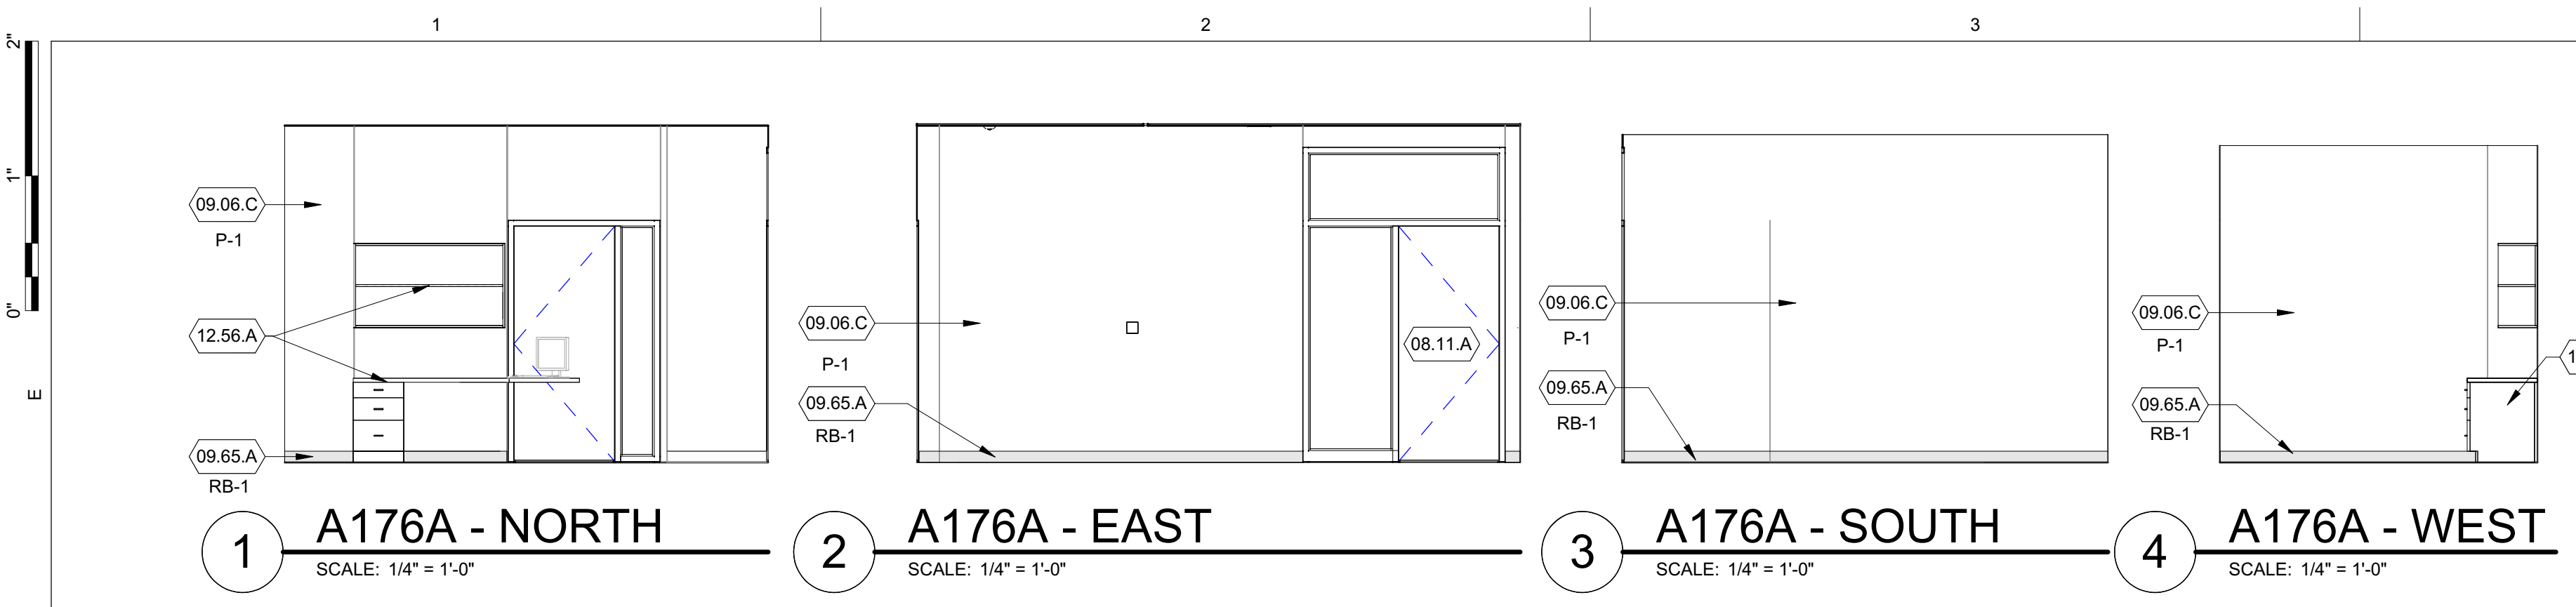 1
2
3
2"
1"
0"
E
09.06.C
P-1
12.56.A
09.65.A
RB-1
09.06.C
P-1
09.65.A
RB-1
08.11.A
09.06.C
P-1
09.65.A
RB-1
09.06.C
P-1
09.65.A
RB-1
1
1
A176A - NORTH
SCALE: 1/4" = 1'-0"
2
A176A - EAST
SCALE: 1/4" = 1'-0"
3
A176A - SOUTH
SCALE: 1/4" = 1'-0"
4
A176A - WEST
SCALE: 1/4" = 1'-0"